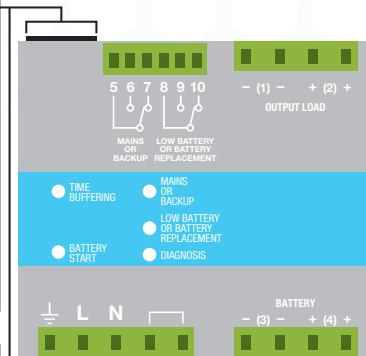 − (1) − + (2) +
5 6 7 8 9 10
OUTPUT LOAD
MAINS
OR
BACKUP
LOW BATTERY
OR BATTERY
REPLACEMENT
TIME
BUFFERING
MAINS
OR
BACKUP
LOW BATTERY
OR BATTERY
REPLACEMENT
BATTERY
START
DIAGNOSIS
L N
BATTERY
− (3) − + (4) +